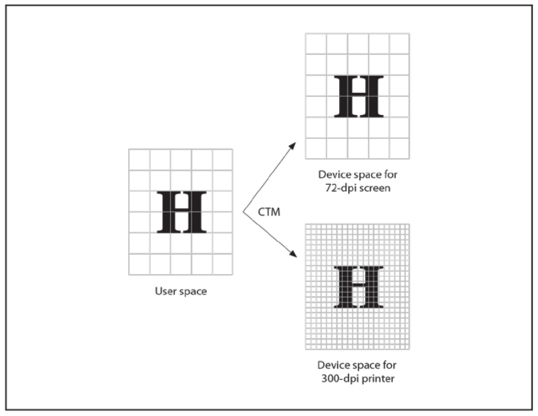 H
Device space for
72-dpi screen
H
CTM
User space
H
Device space for
300-dpi printer